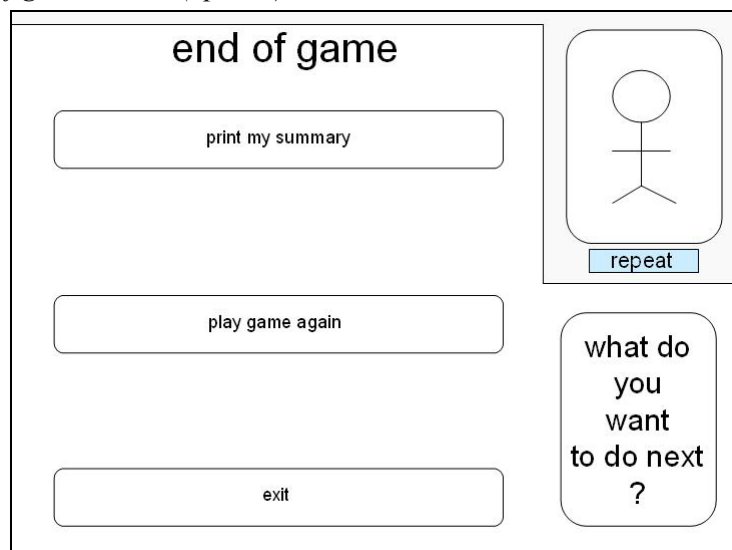 end of game
print my summary
play game again
exit
repeat
what do
you
want
to do next
?